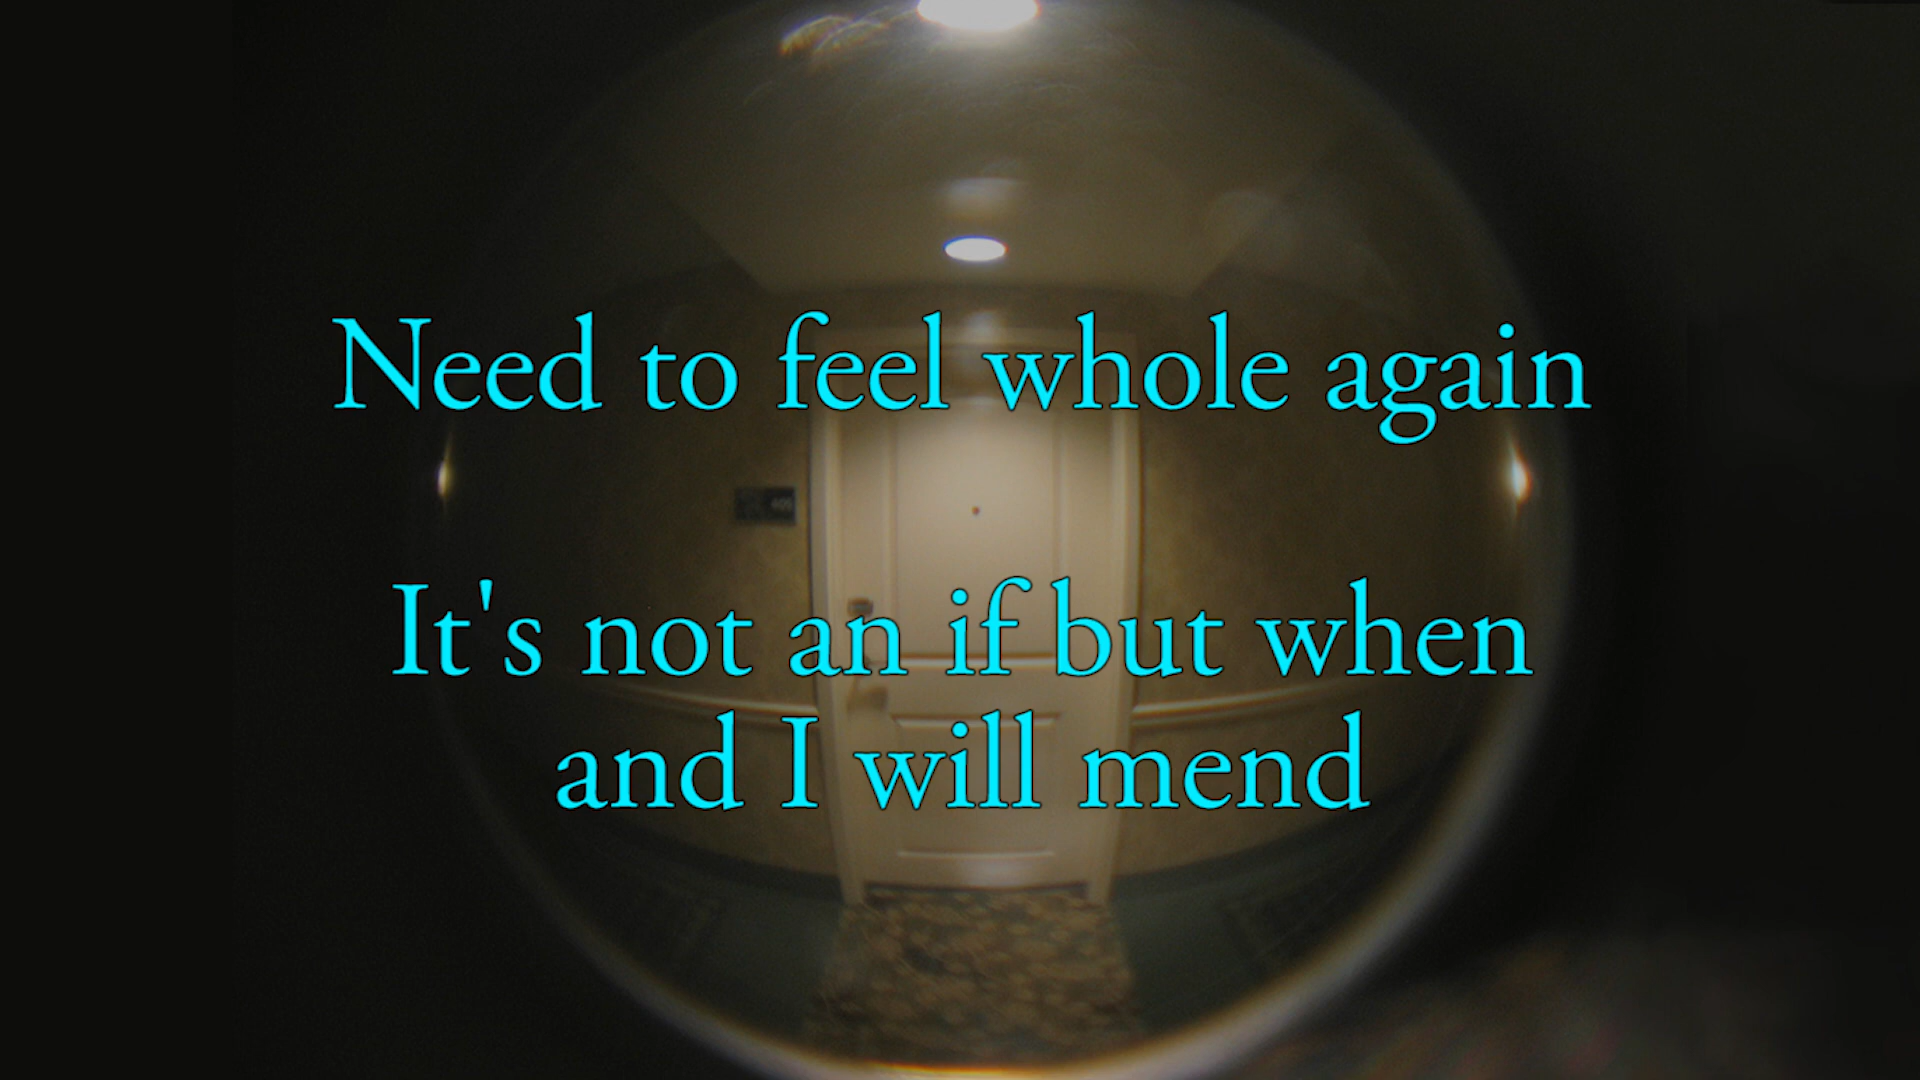 Need to feel whole again
It's not an if but when
and I will mend